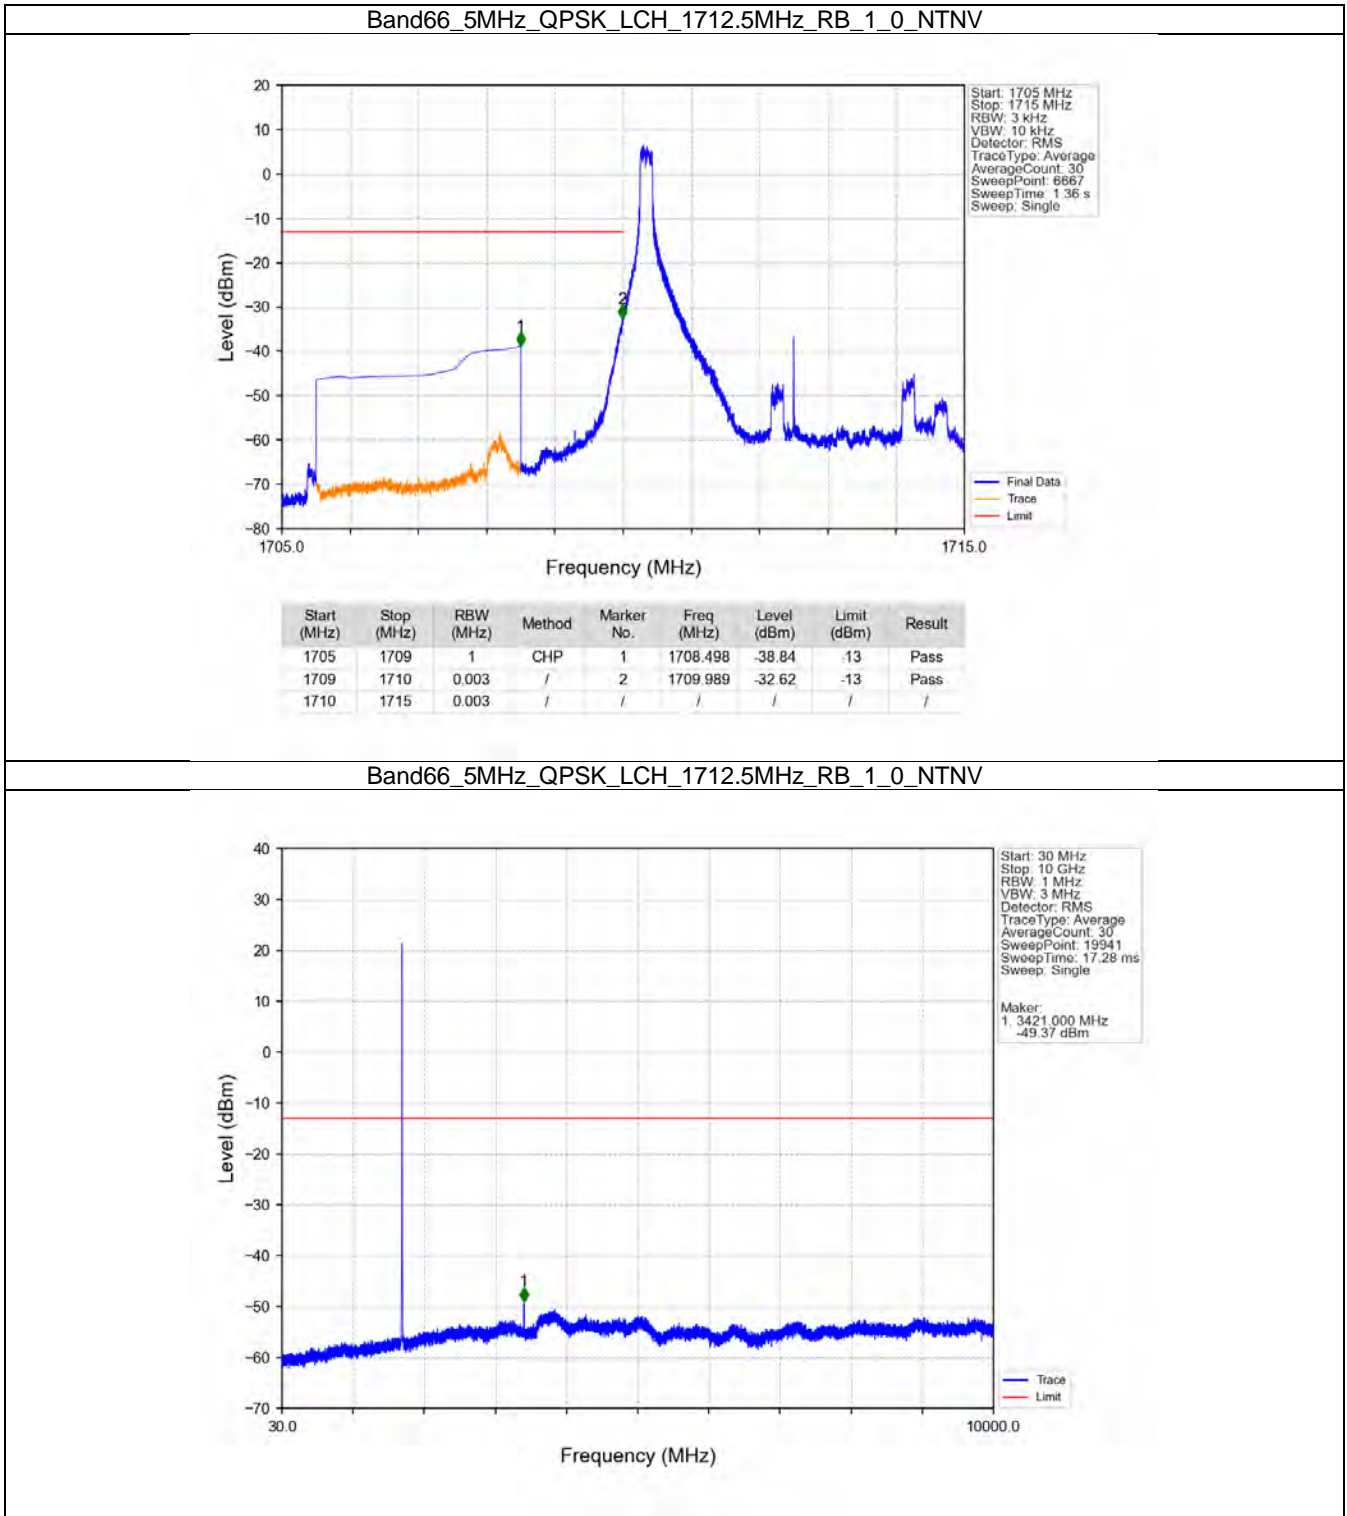 Band66_5MHz_QPSK_LCH_1712.5MHz_RB_1_0_NTNV
20
10
0
−10
−20
−30
−40
−50
−60
−70
−80
Level (dBm)
1
2
1705.0
1715.0
Frequency (MHz)
Start: 1705 MHz
Stop: 1715 MHz
RBW: 3 kHz
VBW: 10 kHz
Detector: RMS
TraceType: Average
AverageCount: 30
SweepPoint: 6667
SweepTime: 1.36 s
Sweep: Single
Final Data
Trace
Limit
Start (MHz) Stop (MHz) RBW (MHz) Method Marker No. Freq (MHz) Level (dBm) Limit (dBm) Result
1705 1709 1 CHP 1 1708.498 -38.84 -13 Pass
1709 1710 0.003 / 2 1709.989 -32.62 -13 Pass
1710 1715 0.003 / / / / / /
Band66_5MHz_QPSK_LCH_1712.5MHz_RB_1_0_NTNV
40
30
20
10
0
−10
−20
−30
−40
−50
−60
−70
Level (dBm)
1
30.0
10000.0
Frequency (MHz)
Start: 30 MHz
Stop: 10 GHz
RBW: 1 MHz
VBW: 3 MHz
Detector: RMS
TraceType: Average
AverageCount: 30
SweepPoint: 19941
SweepTime: 17.28 ms
Sweep: Single
Maker:
1. 3421.000 MHz
-49.37 dBm
Trace
Limit